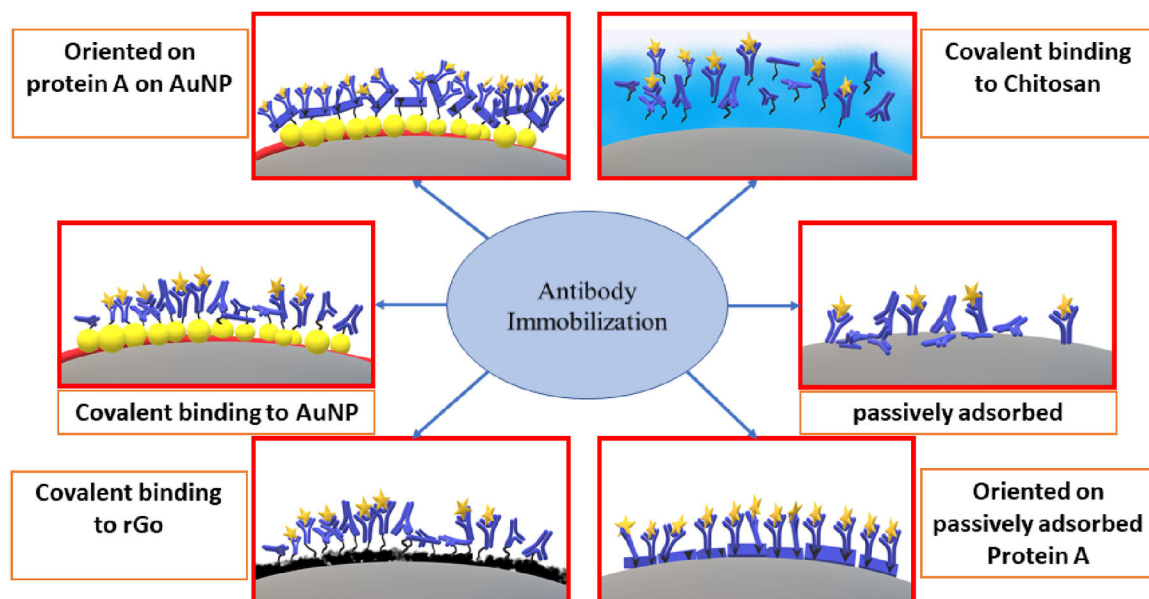 Oriented on
protein A on AuNP
Covalent binding
to Chitosan
Antibody
Immobilization
Covalent binding to AuNP
passively adsorbed
Covalent binding
to rGo
Oriented on
passively adsorbed
Protein A